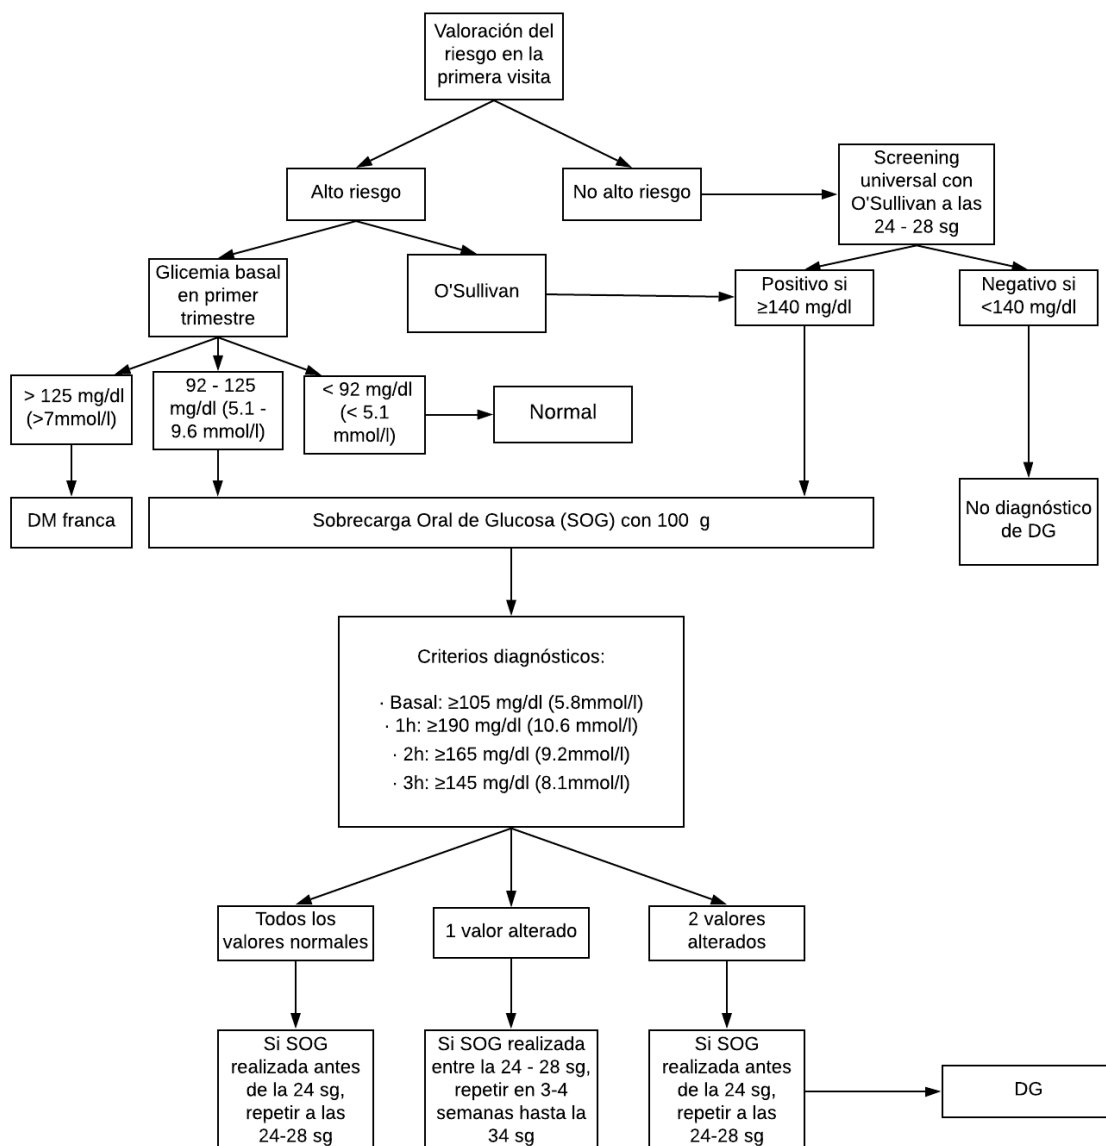 Valoración del
riesgo en la
primera visita
Alto riesgo
No alto riesgo
Screening
universal con
O'Sullivan a las
24 - 28 sg
Glicemia basal
en primer
trimestre
O'Sullivan
Positivo si
≥140 mg/dl
Negativo si
<140 mg/dl
> 125 mg/dl
(>7mmol/l)
92 - 125
mg/dl (5.1 -
9.6 mmol/l)
< 92 mg/dl
(< 5.1
mmol/l)
Normal
DM franca
Sobrecarga Oral de Glucosa (SOG) con 100 g
No diagnóstico
de DG
Criterios diagnósticos:
· Basal: ≥105 mg/dl (5.8mmol/l)
· 1h: ≥190 mg/dl (10.6 mmol/l)
· 2h: ≥165 mg/dl (9.2mmol/l)
· 3h: ≥145 mg/dl (8.1mmol/l)
Todos los
valores normales
1 valor alterado
2 valores
alterados
Si SOG
realizada antes
de la 24 sg,
repetir a las
24-28 sg
Si SOG realizada
entre la 24 - 28 sg,
repetir en 3-4
semanas hasta la
34 sg
Si SOG
realizada antes
de la 24 sg,
repetir a las
24-28 sg
DG